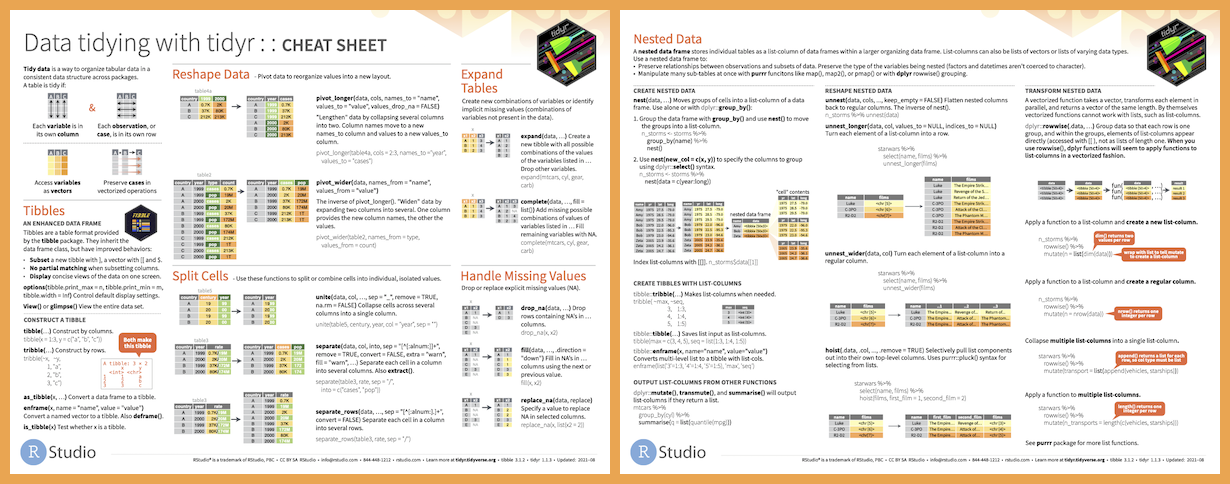 Data tidying with tidyr : : CHEAT SHEET
Tidy data is a way to organize tabular data in a
consistent data structure across packages.
A table is tidy if:
&
Each variable is in
its own column
Each observation, or
case, is in its own row
Access variables
as vectors
Preserve cases in
vectorized operations
Tibbles
AN ENHANCED DATA FRAME
Tibbles are a table format provided
by the tibble package. They inherit the
data frame class, but have improved behaviors:
• Subset a new tibble with ], a vector with [[ and $.
• No partial matching when subsetting columns.
• Display concise views of the data on one screen.
options(tibble.print_max = n, tibble.print_min = m,
tibble.width = Inf) Control default display settings.
View() or glimpse() View the entire data set.
CONSTRUCT A TIBBLE
tibble(…) Construct by columns.
tibble(x = 1:3, y = c("a", "b", "c"))
tribble(…) Construct by rows.
tribble(~x, ~y,
1, "a",
2, "b",
3, "c")
Both make
this tibble
as_tibble(x, …) Convert a data frame to a tibble.
enframe(x, name = "name", value = "value")
Convert a named vector to a tibble. Also deframe().
is_tibble(x) Test whether x is a tibble.
Reshape Data - Pivot data to reorganize values into a new layout.
table4a
pivot_longer(data, cols, names_to = "name",
values_to = "value", values_drop_na = FALSE)
"Lengthen" data by collapsing several columns
into two. Column names move to a new
names_to column and values to a new values_to
column.
pivot_longer(table4a, cols = 2:3, names_to ="year",
values_to = "cases")
table2
pivot_wider(data, names_from = "name",
values_from = "value")
The inverse of pivot_longer(). "Widen" data by
expanding two columns into several. One column
provides the new column names, the other the
values.
pivot_wider(table2, names_from = type,
values_from = count)
Split Cells - Use these functions to split or combine cells into individual, isolated values.
table5
unite(data, col, …, sep = "_", remove = TRUE,
na.rm = FALSE) Collapse cells across several
columns into a single column.
unite(table5, century, year, col = "year", sep = "")
table3
separate(data, col, into, sep = "[^[:alnum:]]+",
remove = TRUE, convert = FALSE, extra = "warn",
fill = "warn", …) Separate each cell in a column
into several columns. Also extract().
separate(table3, rate, sep = "/",
into = c("cases", "pop"))
table3
separate_rows(data, …, sep = "[^[:alnum:].]+",
convert = FALSE) Separate each cell in a column
into several rows.
separate_rows(table3, rate, sep = "/")
Expand
Tables
Create new combinations of variables or identify
implicit missing values (combinations of
variables not present in the data).
expand(data, …) Create a
new tibble with all possible
combinations of the values
of the variables listed in …
Drop other variables.
expand(mtcars, cyl, gear,
carb)
complete(data, …, fill =
list()) Add missing possible
combinations of values of
variables listed in … Fill
remaining variables with NA.
complete(mtcars, cyl, gear,
carb)
Handle Missing Values
Drop or replace explicit missing values (NA).
drop_na(data, …) Drop
rows containing NA's in …
columns.
drop_na(x, x2)
fill(data, …, .direction =
"down") Fill in NA's in …
columns using the next or
previous value.
fill(x, x2)
replace_na(data, replace)
Specify a value to replace
NA in selected columns.
replace_na(x, list(x2 = 2))
R Studio
RStudio® is a trademark of RStudio, PBC • CC BY SA RStudio • info@rstudio.com • 844-448-1212 • rstudio.com • Learn more at tidyr.tidyverse.org • tibble 3.1.2 • tidyr 1.1.3 • Updated: 2021–08
Nested Data
A nested data frame stores individual tables as a list-column of data frames within a larger organizing data frame. List-columns can also be lists of vectors or lists of varying data types.
Use a nested data frame to:
• Preserve relationships between observations and subsets of data. Preserve the type of the variables being nested (factors and datetimes aren't coerced to character).
• Manipulate many sub-tables at once with purrr functions like map(), map2(), or pmap() or with dplyr rowwise() grouping.
CREATE NESTED DATA
nest(data, …) Moves groups of cells into a list-column of a data
frame. Use alone or with dplyr::group_by():
1. Group the data frame with group_by() and use nest() to move
the groups into a list-column.
n_storms <- storms %>%
group_by(name) %>%
nest()
2. Use nest(new_col = c(x, y)) to specify the columns to group
using dplyr::select() syntax.
n_storms <- storms %>%
nest(data = c(year:long))
"cell" contents
nested data frame
Index list-columns with [[]]. n_storms$data[[1]]
CREATE TIBBLES WITH LIST-COLUMNS
tibble::tribble(…) Makes list-columns when needed.
tribble( ~max, ~seq,
3, 1:3,
4, 1:4,
5, 1:5)
tibble::tibble(…) Saves list input as list-columns.
tibble(max = c(3, 4, 5), seq = list(1:3, 1:4, 1:5))
tibble::enframe(x, name="name", value="value")
Converts multi-level list to a tibble with list-cols.
enframe(list('3'=1:3, '4'=1:4, '5'=1:5), 'max', 'seq')
OUTPUT LIST-COLUMNS FROM OTHER FUNCTIONS
dplyr::mutate(), transmute(), and summarise() will output
list-columns if they return a list.
mtcars %>%
group_by(cyl) %>%
summarise(q = list(quantile(mpg)))
RESHAPE NESTED DATA
unnest(data, cols, ..., keep_empty = FALSE) Flatten nested columns
back to regular columns. The inverse of nest().
n_storms %>% unnest(data)
unnest_longer(data, col, values_to = NULL, indices_to = NULL)
Turn each element of a list-column into a row.
starwars %>%
select(name, films) %>%
unnest_longer(films)
unnest_wider(data, col) Turn each element of a list-column into a
regular column.
starwars %>%
select(name, films) %>%
unnest_wider(films)
hoist(.data, .col, ..., .remove = TRUE) Selectively pull list components
out into their own top-level columns. Uses purrr::pluck() syntax for
selecting from lists.
starwars %>%
select(name, films) %>%
hoist(films, first_film = 1, second_film = 2)
TRANSFORM NESTED DATA
A vectorized function takes a vector, transforms each element in
parallel, and returns a vector of the same length. By themselves
vectorized functions cannot work with lists, such as list-columns.
dplyr::rowwise(.data, …) Group data so that each row is one
group, and within the groups, elements of list-columns appear
directly (accessed with [[ ), not as lists of length one. When you
use rowwise(), dplyr functions will seem to apply functions to
list-columns in a vectorized fashion.
Apply a function to a list-column and create a new list-column.
n_storms %>%
rowwise() %>%
mutate(n = list(dim(data)))
dim() returns two
values per row
wrap with list to tell mutate
to create a list-column
Apply a function to a list-column and create a regular column.
n_storms %>%
rowwise() %>%
mutate(n = nrow(data))
nrow() returns one
integer per row
Collapse multiple list-columns into a single list-column.
starwars %>%
rowwise() %>%
mutate(transport = list(append(vehicles, starships)))
append() returns a list for each
row, so col type must be list
Apply a function to multiple list-columns.
starwars %>%
rowwise() %>%
mutate(n_transports = length(c(vehicles, starships)))
length() returns one
integer per row
See purrr package for more list functions.
R Studio
RStudio® is a trademark of RStudio, PBC • CC BY SA RStudio • info@rstudio.com • 844-448-1212 • rstudio.com • Learn more at tidyr.tidyverse.org • tibble 3.1.2 • tidyr 1.1.3 • Updated: 2021–08